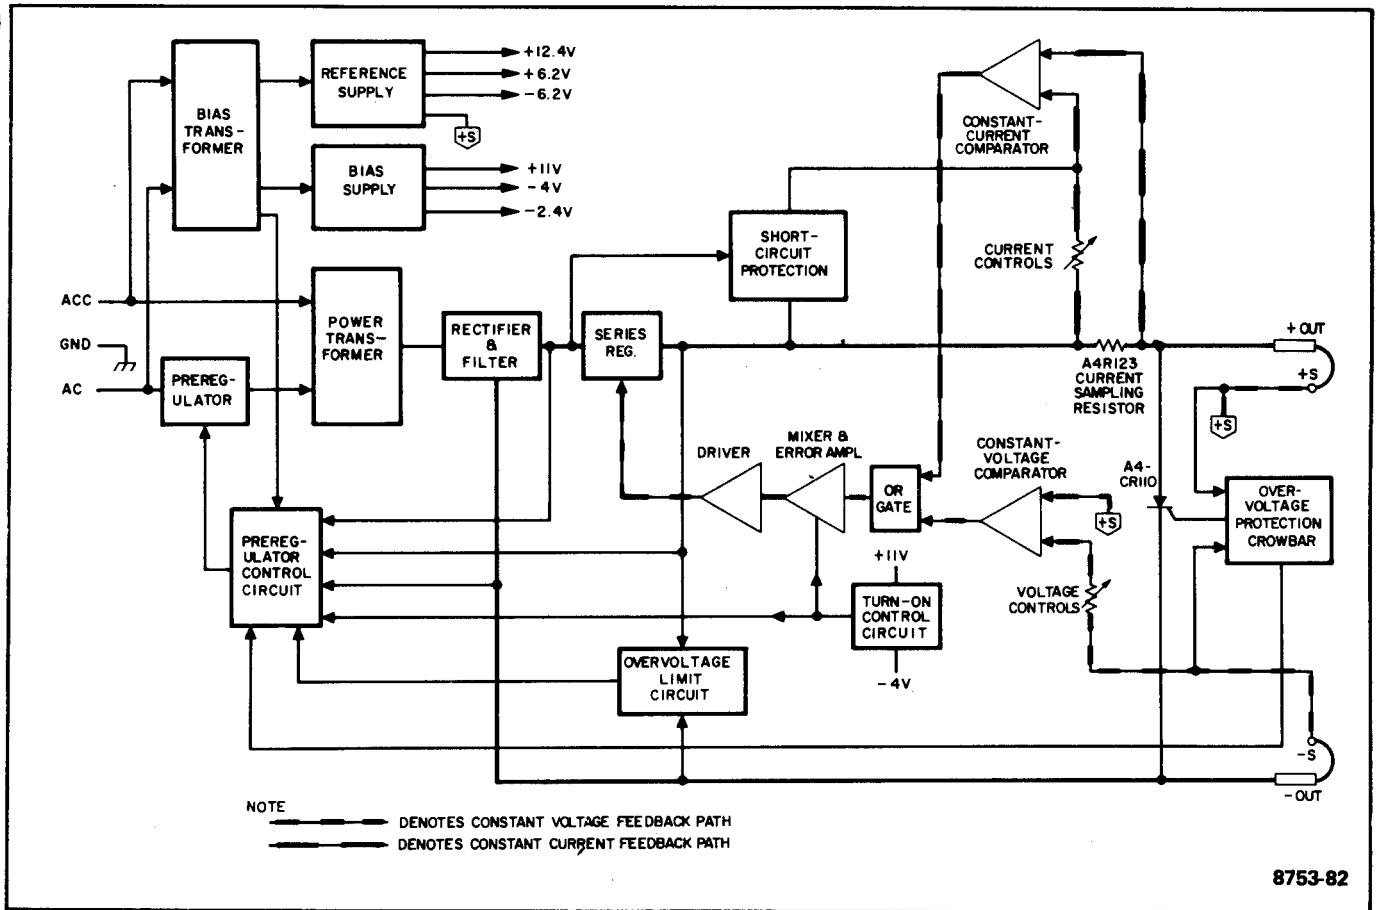 BIAS
TRANS-
FORMER
REFERENCE
SUPPLY
+12.4V
+6.2V
-6.2V
+S
BIAS
SUPPLY
+11V
-4V
-2.4V
CONSTANT-
CURRENT
COMPARATOR
SHORT-
CIRCUIT
PROTECTION
CURRENT
CONTROLS
ACC
GND
AC
PREREG-
ULATOR
POWER
TRANS-
FORMER
RECTIFIER
&
FILTER
SERIES
REG.
A4R123
CURRENT
SAMPLING
RESISTOR
+OUT
+S
+S
DRIVER
MIXER &
ERROR AMPL
OR
GATE
CONSTANT-
VOLTAGE
COMPARATOR
+S
A4-
CR110
OVER-
VOLTAGE
PROTECTION
CROWBAR
PREREG-
ULATOR
CONTROL
CIRCUIT
+11V
TURN-ON
CONTROL
CIRCUIT
-4V
VOLTAGE
CONTROLS
OVERVOLTAGE
LIMIT
CIRCUIT
-S
-OUT
NOTE
DENOTES CONSTANT VOLTAGE FEEDBACK PATH
DENOTES CONSTANT CURRENT FEEDBACK PATH
8753-82